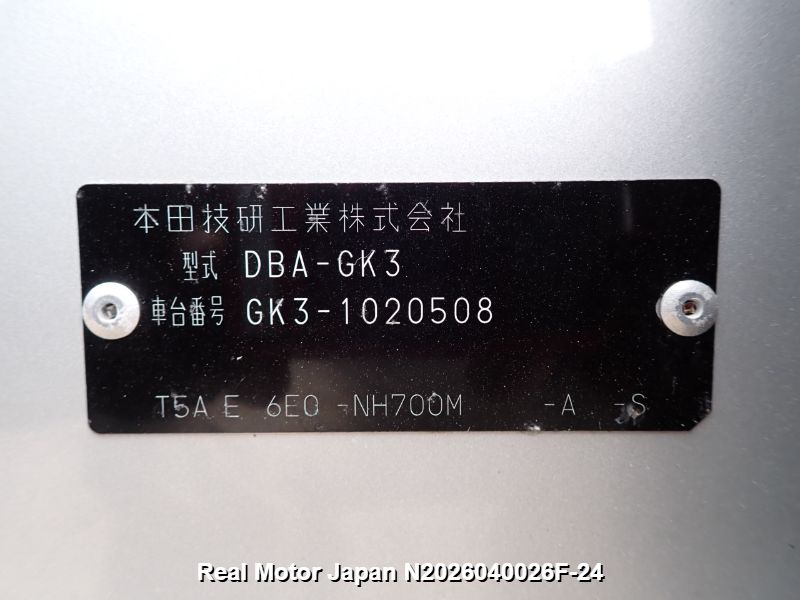 本田技研工業株式会社
型式 DBA-GK3
車台番号 GK3-1020508
T5A E 6E0 -NH700M -A -S
Real Motor Japan N2026040026F-24